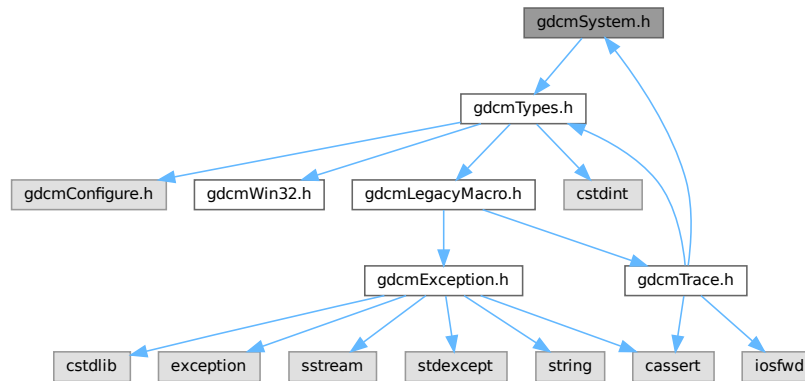 gdcmSystem.h
gdcmTypes.h
gdcmConfigure.h
gdcmWin32.h
gdcmLegacyMacro.h
cstdint
gdcmException.h
gdcmTrace.h
cstdlib
exception
sstream
stdexcept
string
cassert
iosfwd